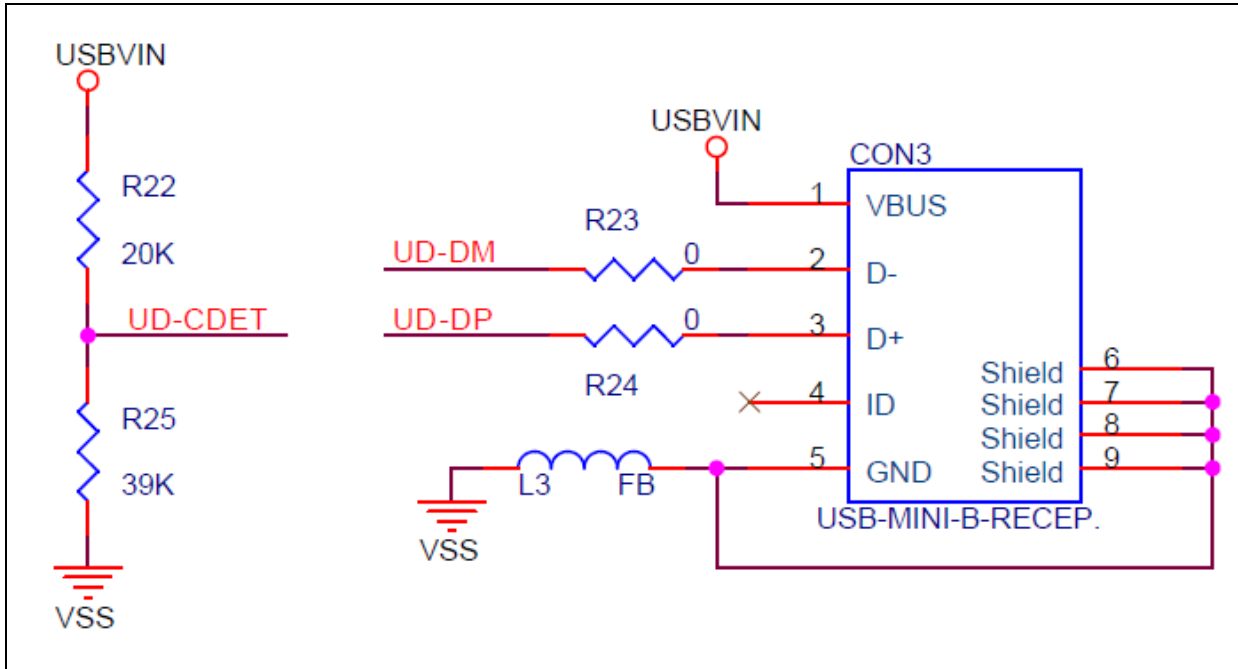 USBVIN
R22
20K
UD-CDET
R25
39K
VSS
USBVIN
CON3
1 VBUS
R23
UD-DM 0 2 D-
UD-DP 0 3 D+
R24
4 ID
5 GND
L3 FB
VSS
Shield 6
Shield 7
Shield 8
Shield 9
USB-MINI-B-RECEP.